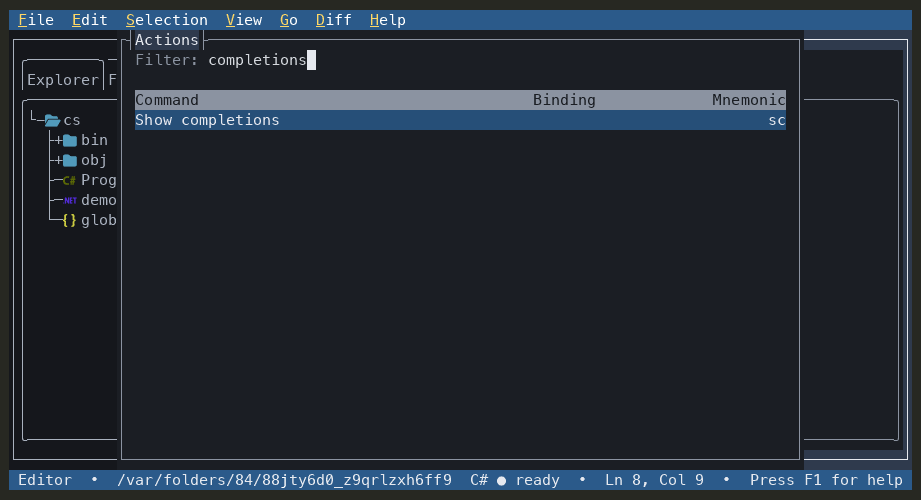 File Edit Selection View Go Diff Help
Actions
Filter: completions
Explorer F
Command Binding Mnemonic
Show completions sc
cs
bin
obj
C# Prog
NET demo
{} glob
Editor • /var/folders/84/88jty6d0_z9qrlzxh6ff9 C# ● ready • Ln 8, Col 9 • Press F1 for help